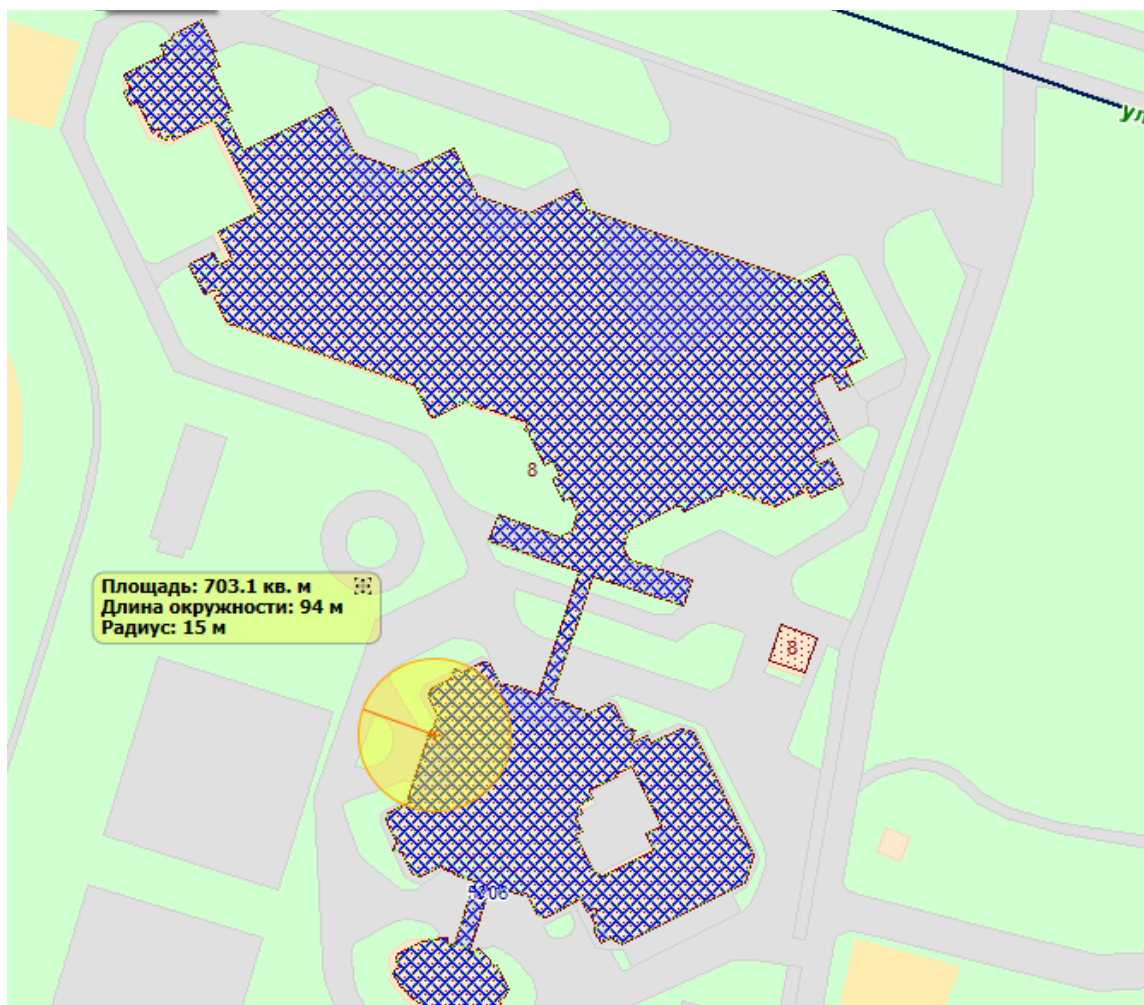 ул
8
Площадь: 703.1 кв. м
Длина окружности: 94 м
Радиус: 15 м
8